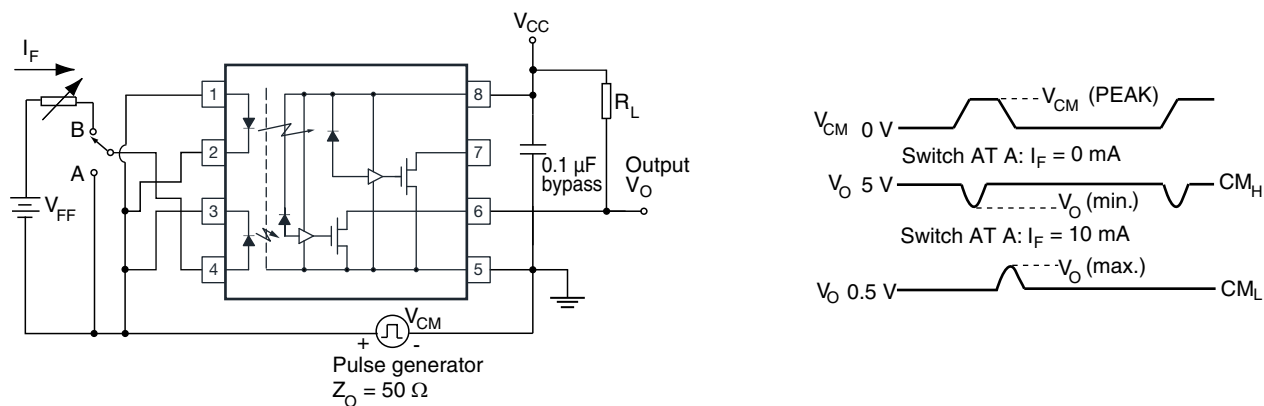 I_F
B
A
V_FF
1
2
3
4
8
7
6
5
V_CC
R_L
0.1 µF
bypass
Output
V_O
V_CM
+ -
Pulse generator
Z_O = 50 Ω
V_CM (PEAK)
V_CM 0 V
Switch AT A: I_F = 0 mA
V_O 5 V
CM_H
V_O (min.)
Switch AT A: I_F = 10 mA
V_O (max.)
V_O 0.5 V
CM_L